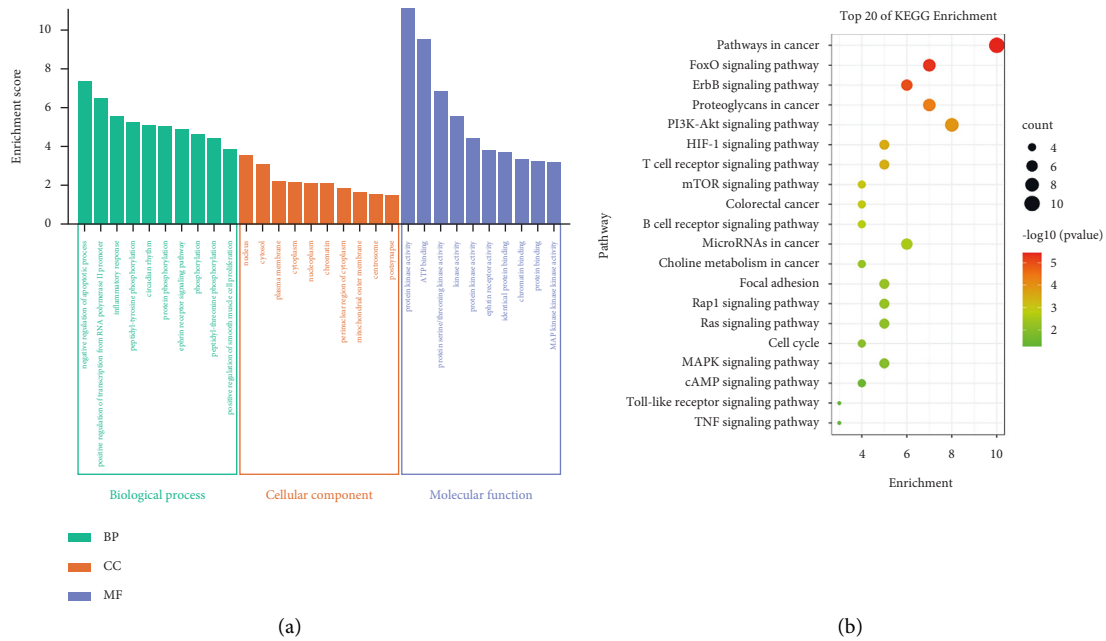 Enrichment score
10
8
6
4
2
0
negative regulation of apoptotic process
positive regulation of transcription from RNA polymerase II promoter
inflammatory response
peptidyl-tyrosine phosphorylation
circadian rhythm
protein phosphorylation
ephrin receptor signaling pathway
phosphorylation
peptidyl-threonine phosphorylation
positive regulation of smooth muscle cell proliferation
nucleus
cytosol
plasma membrane
cytoplasm
nucleoplasm
chromatin
perinuclear region of cytoplasm
mitochondrial outer membrane
centrosome
postsynapse
protein kinase activity
ATP binding
protein serine/threonine kinase activity
kinase activity
protein kinase activity
ephrin receptor activity
identical protein binding
chromatin binding
protein binding
MAP kinase kinase kinase activity
Biological process
Cellular component
Molecular function
BP
CC
MF
(a)
Top 20 of KEGG Enrichment
Pathway
Pathways in cancer
FoxO signaling pathway
ErbB signaling pathway
Proteoglycans in cancer
PI3K-Akt signaling pathway
HIF-1 signaling pathway
T cell receptor signaling pathway
mTOR signaling pathway
Colorectal cancer
B cell receptor signaling pathway
MicroRNAs in cancer
Choline metabolism in cancer
Focal adhesion
Rap1 signaling pathway
Ras signaling pathway
Cell cycle
MAPK signaling pathway
cAMP signaling pathway
Toll-like receptor signaling pathway
TNF signaling pathway
4 6 8 10
Enrichment
count
4
6
8
10
-log10 (pvalue)
5
4
3
2
(b)